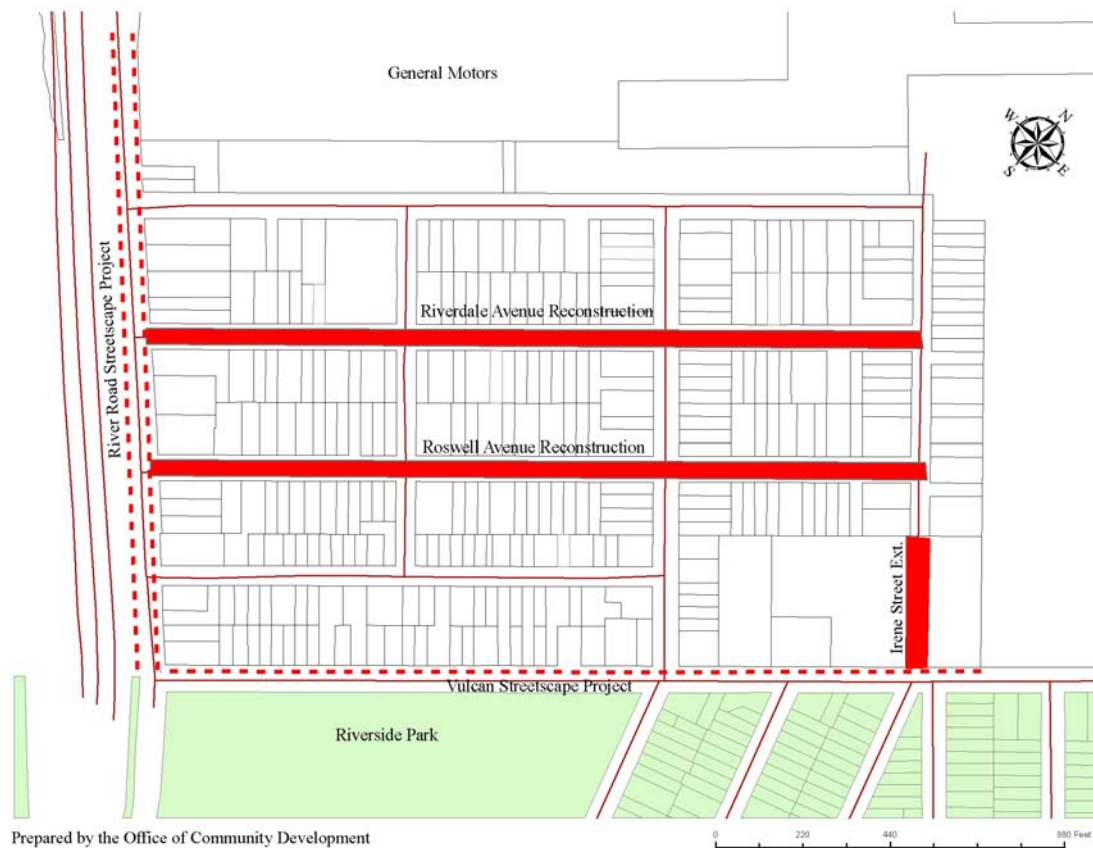 General Motors
W N
S E
River Road Streetscape Project
Riverdale Avenue Reconstruction
Roswell Avenue Reconstruction
Irene Street Ext.
Vulcan Streetscape Project
Riverside Park
Prepared by the Office of Community Development
0 220 440 880 Feet